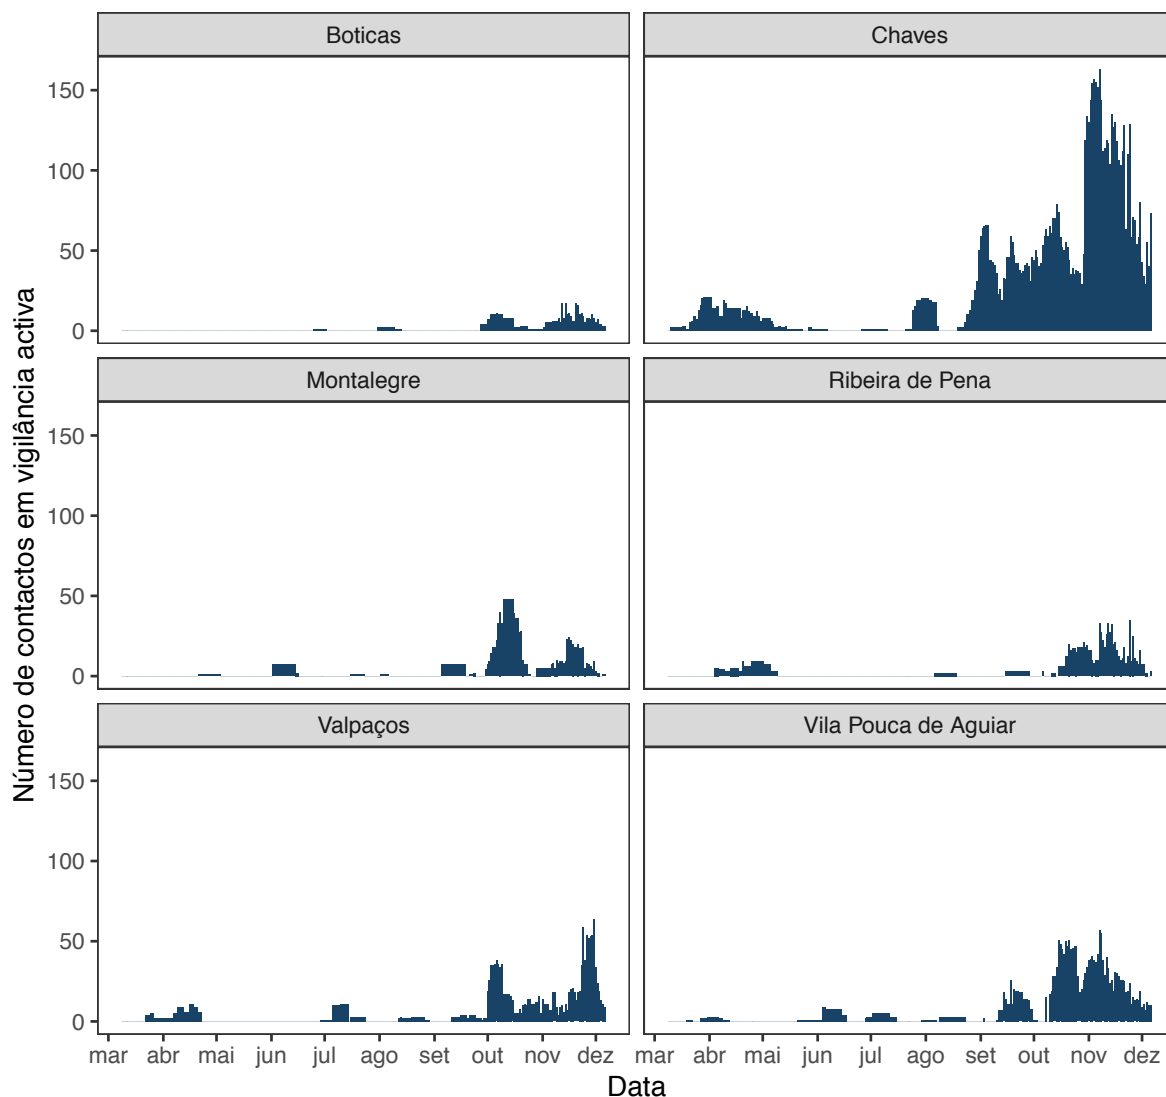 Boticas
Chaves
150
100
50
0
Montalegre
Ribeira de Pena
150
100
50
0
Valpaços
Vila Pouca de Aguiar
150
100
50
0
mar abr mai jun jul ago set out nov dez
mar abr mai jun jul ago set out nov dez
Data
Número de contactos em vigilância activa